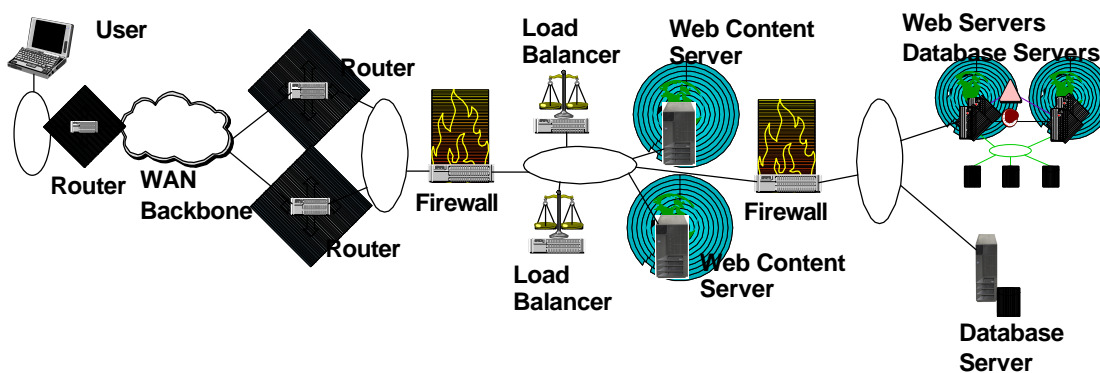 User
Router
WAN
Backbone
Router
Router
Firewall
Load
Balancer
Load
Balancer
Web Content
Server
Web Content
Server
Firewall
Web Servers
Database Servers
Database
Server